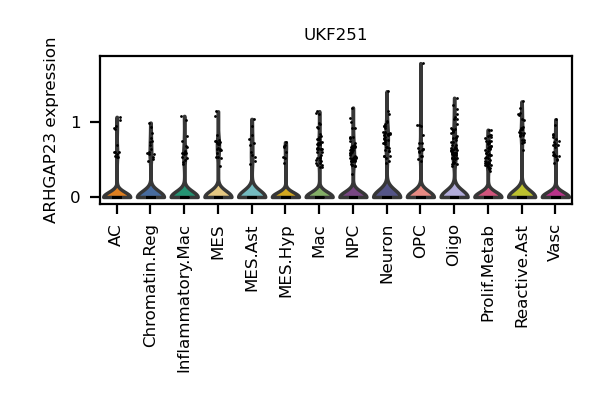 UKF251
ARHGAP23 expression
1
0
AC
Chromatin.Reg
Inflammatory.Mac
MES
MES.Ast
MES.Hyp
Mac
NPC
Neuron
OPC
Oligo
Prolif.Metab
Reactive.Ast
Vasc